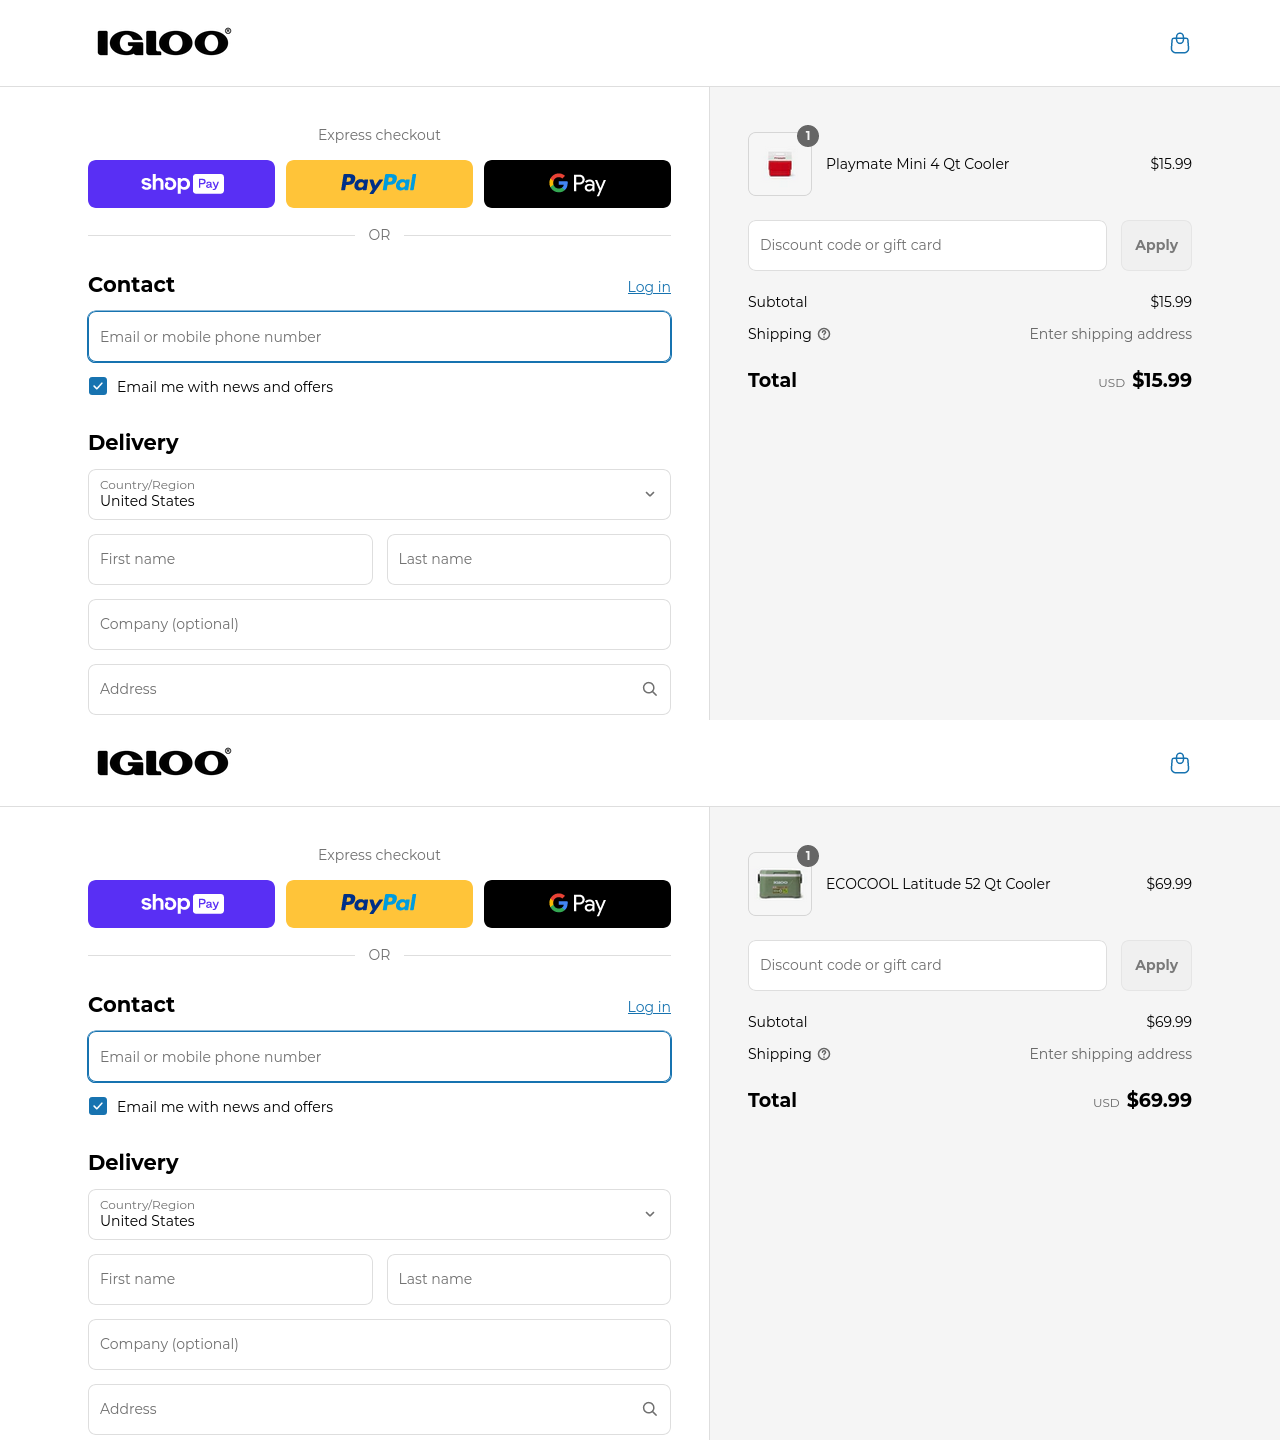 IGLOO®
Express checkout
shop Pay
PayPal
G Pay
OR
Contact
Log in
Email or mobile phone number
Email me with news and offers
Delivery
Country/Region
United States
First name
Last name
Company (optional)
Address
1
Playmate Mini 4 Qt Cooler
$15.99
Discount code or gift card
Apply
Subtotal
$15.99
Shipping
Enter shipping address
Total
USD $15.99
IGLOO®
Express checkout
shop Pay
PayPal
G Pay
OR
Contact
Log in
Email or mobile phone number
Email me with news and offers
Delivery
Country/Region
United States
First name
Last name
Company (optional)
Address
1
ECOCOOL Latitude 52 Qt Cooler
$69.99
Discount code or gift card
Apply
Subtotal
$69.99
Shipping
Enter shipping address
Total
USD $69.99